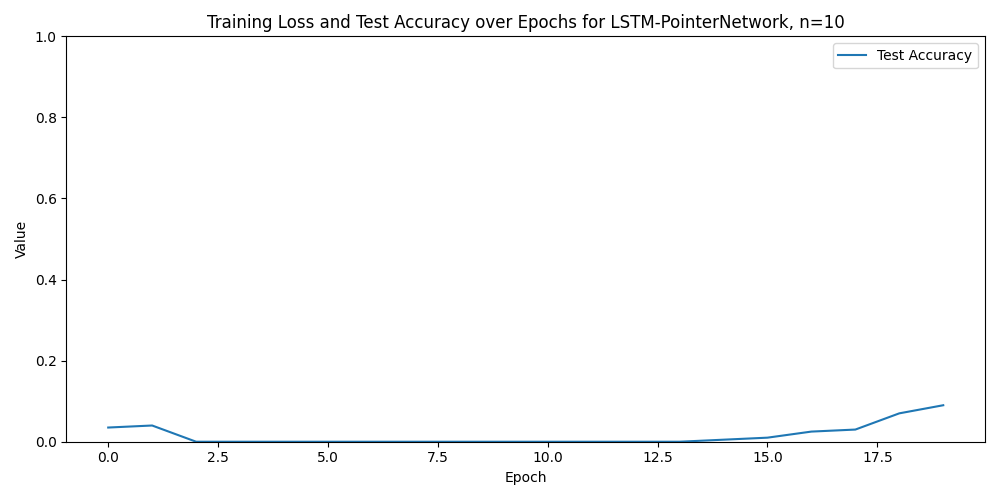 Training Loss and Test Accuracy over Epochs for LSTM-PointerNetwork, n=10
Test Accuracy
1.0
0.8
0.6
0.4
0.2
0.0
Value
0.0 2.5 5.0 7.5 10.0 12.5 15.0 17.5
Epoch